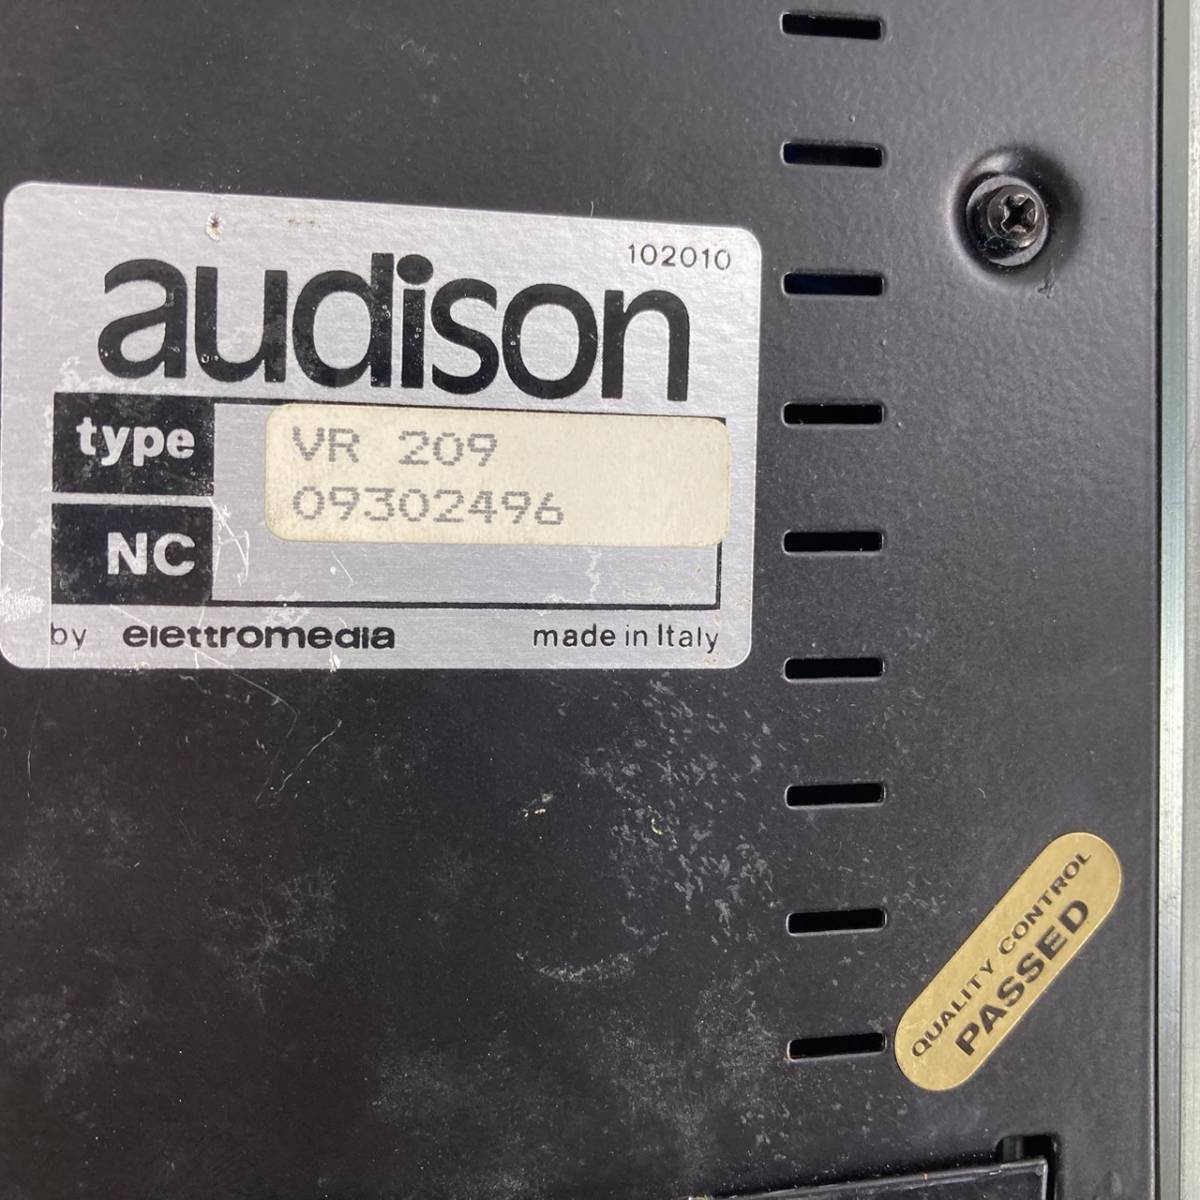 102010
audison
type VR 209
09302496
NC
by elettromedia made in Italy
QUALITY CONTROL
PASSED